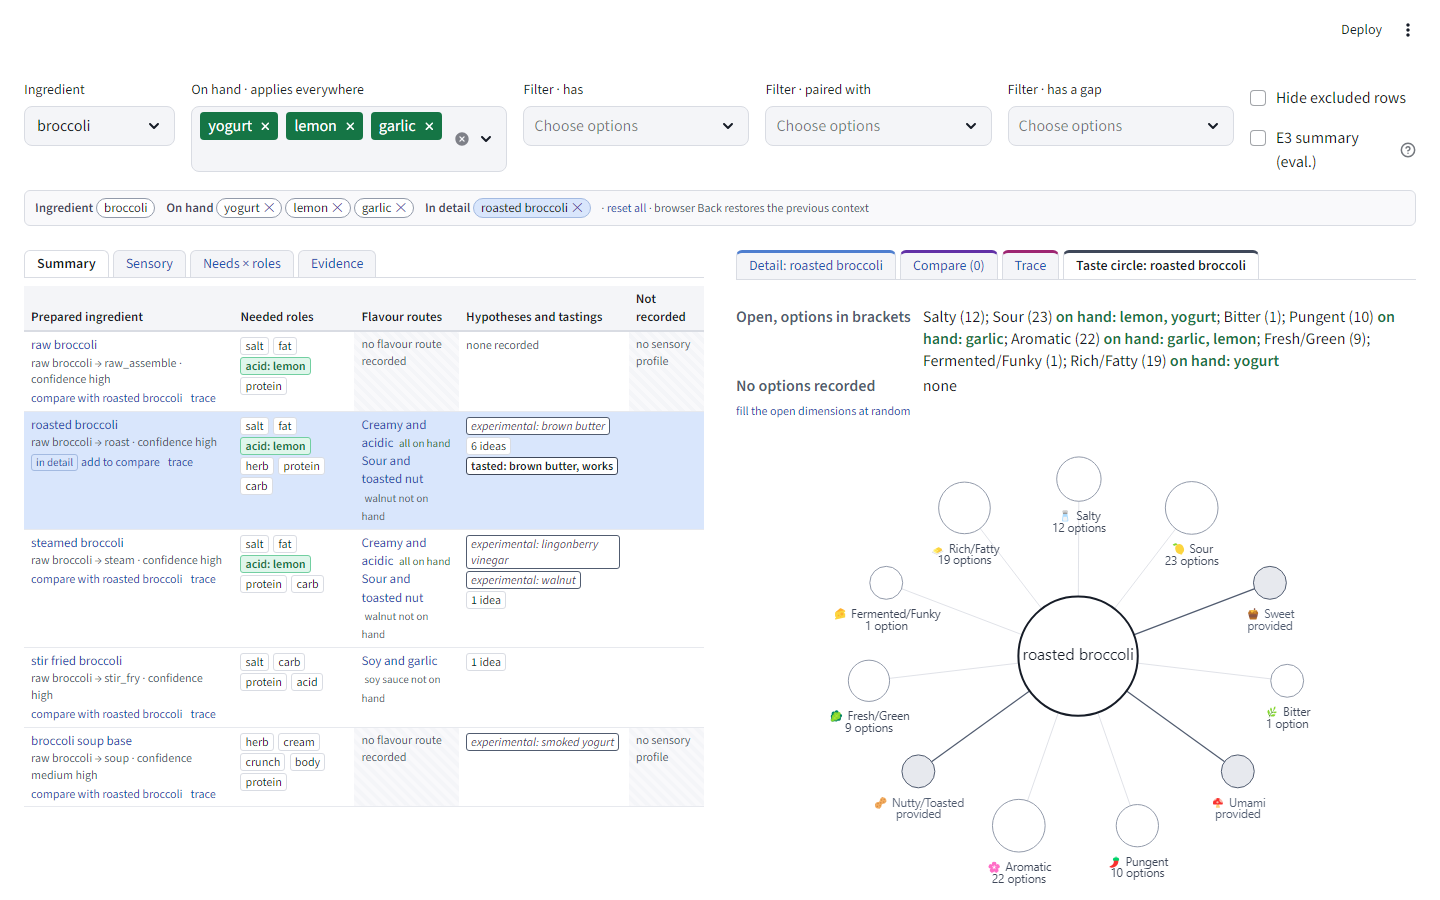 Deploy
Ingredient
broccoli
On hand · applies everywhere
yogurt × lemon × garlic ×
Filter · has
Choose options
Filter · paired with
Choose options
Filter · has a gap
Choose options
Hide excluded rows
E3 summary
(eval.)
Ingredient broccoli On hand yogurt × lemon × garlic × In detail roasted broccoli × · reset all · browser Back restores the previous context
Summary Sensory Needs × roles Evidence
Prepared ingredient
Needed roles
Flavour routes
Hypotheses and tastings
Not
recorded
raw broccoli
raw broccoli → raw_assemble ·
confidence high
compare with roasted broccoli trace
salt fat
acid: lemon
protein
no flavour route
recorded
none recorded
no sensory
profile
roasted broccoli
raw broccoli → roast · confidence high
in detail add to compare trace
salt fat
acid: lemon
herb protein
carb
Creamy and
acidic all on hand
Sour and
toasted nut
walnut not on
hand
experimental: brown butter
6 ideas
tasted: brown butter, works
steamed broccoli
raw broccoli → steam · confidence high
compare with roasted broccoli trace
salt fat
acid: lemon
protein carb
Creamy and
acidic all on hand
Sour and
toasted nut
walnut not on
hand
experimental: lingonberry
vinegar
experimental: walnut
1 idea
stir fried broccoli
raw broccoli → stir_fry · confidence
high
compare with roasted broccoli trace
salt carb
protein acid
Soy and garlic
soy sauce not on
hand
1 idea
broccoli soup base
raw broccoli → soup · confidence
medium high
compare with roasted broccoli trace
herb cream
crunch body
protein
no flavour route
recorded
experimental: smoked yogurt
no sensory
profile
Detail: roasted broccoli Compare (0) Trace Taste circle: roasted broccoli
Open, options in brackets
Salty (12); Sour (23) on hand: lemon, yogurt; Bitter (1); Pungent (10) on
hand: garlic; Aromatic (22) on hand: garlic, lemon; Fresh/Green (9);
Fermented/Funky (1); Rich/Fatty (19) on hand: yogurt
No options recorded
none
fill the open dimensions at random
Salty
12 options
Rich/Fatty
19 options
Sour
23 options
Fermented/Funky
1 option
Sweet
provided
roasted broccoli
Fresh/Green
9 options
Bitter
1 option
Nutty/Toasted
provided
Umami
provided
Aromatic
22 options
Pungent
10 options